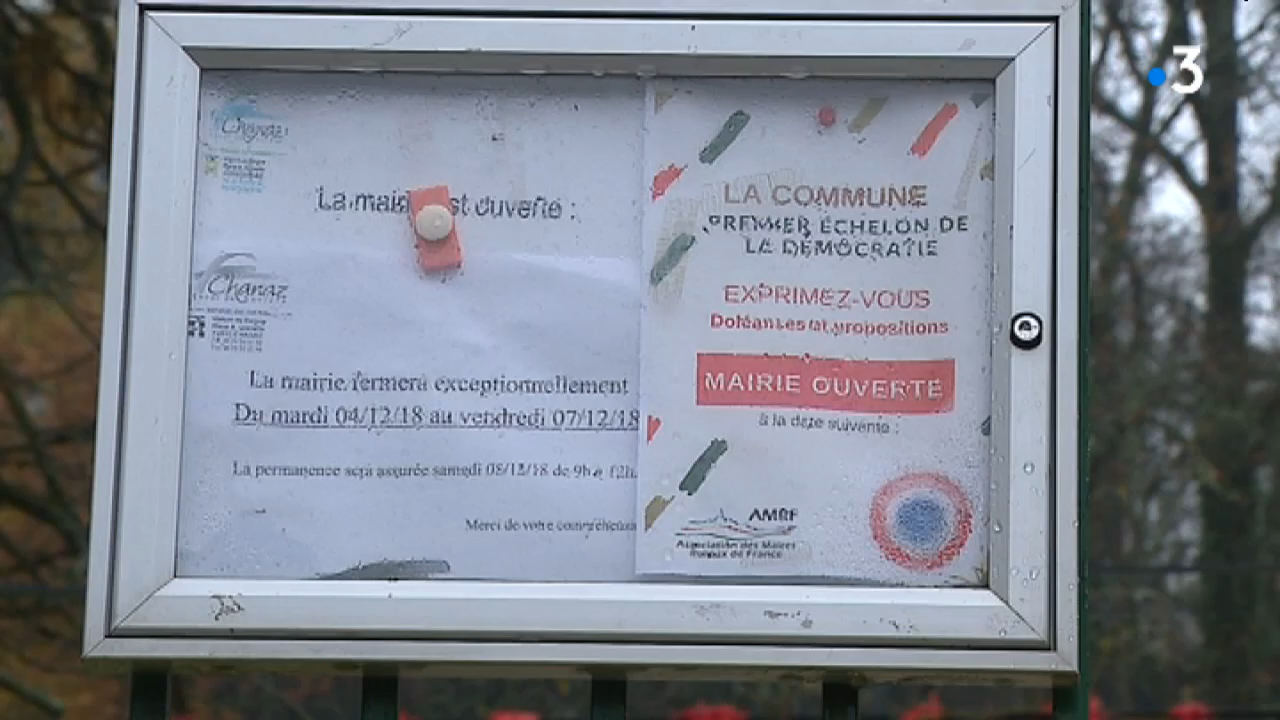 3
Chanaz
La mairie est ouverte :
Chanaz
La mairie fermera exceptionnellement
Du mardi 04/12/18 au vendredi 07/12/18
La permanence sera assurée samedi 08/12/18 de 9h 12h
Merci de votre
LA COMMUNE
PREMIER ÉCHELON DE
LA DÉMOCRATIE
EXPRIMEZ-VOUS
Doléances et propositions
MAIRIE OUVERTE
à la date suivante :
AMRF
Association des Maires
Ruraux de France